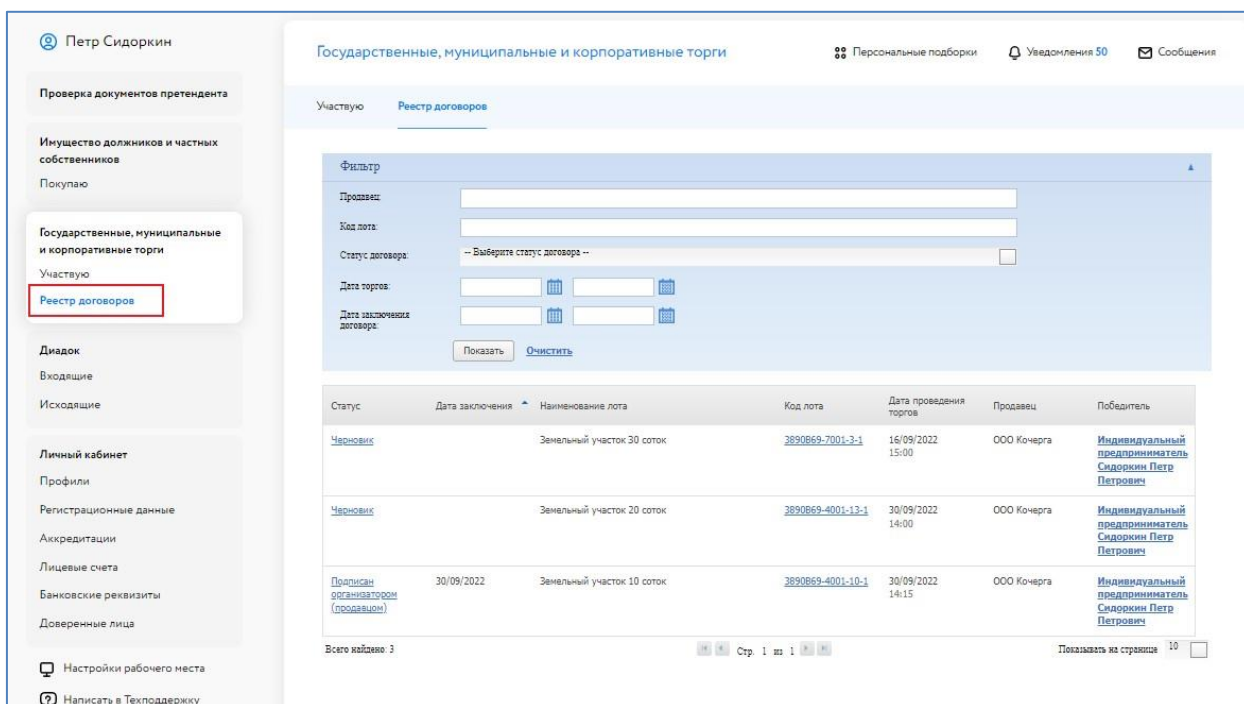 Петр Сидоркин
Проверка документов претендента
Имущество должников и частных
собственников
Покупаю
Государственные, муниципальные
и корпоративные торги
Участвую
Реестр договоров
Диадок
Входящие
Исходящие
Личный кабинет
Профили
Регистрационные данные
Аккредитации
Лицевые счета
Банковские реквизиты
Доверенные лица
Настройки рабочего места
Написать в Техподдержку
Государственные, муниципальные и корпоративные торги
Персональные подборки
Уведомления 50
Сообщения
Участвую
Реестр договоров
Фильтр
Продавец:
Код лота:
Статус договора:
-- Выберите статус договора --
Дата торгов:
Дата заключения
договора:
Показать
Очистить
Статус
Дата заключения
Наименование лота
Код лота
Дата проведения
торгов
Продавец
Победитель
Черновик
Земельный участок 30 соток
3890В69-7001-3-1
16/09/2022
15:00
ООО Кочерга
Индивидуальный
предприниматель
Сидоркин Петр
Петрович
Черновик
Земельный участок 20 соток
3890В69-4001-13-1
30/09/2022
14:00
ООО Кочерга
Индивидуальный
предприниматель
Сидоркин Петр
Петрович
Подписан
организатором
(продавцом)
30/09/2022
Земельный участок 10 соток
3890В69-4001-10-1
30/09/2022
14:15
ООО Кочерга
Индивидуальный
предприниматель
Сидоркин Петр
Петрович
Всего найдено: 3
Стр. 1 из 1
Показывать на странице 10